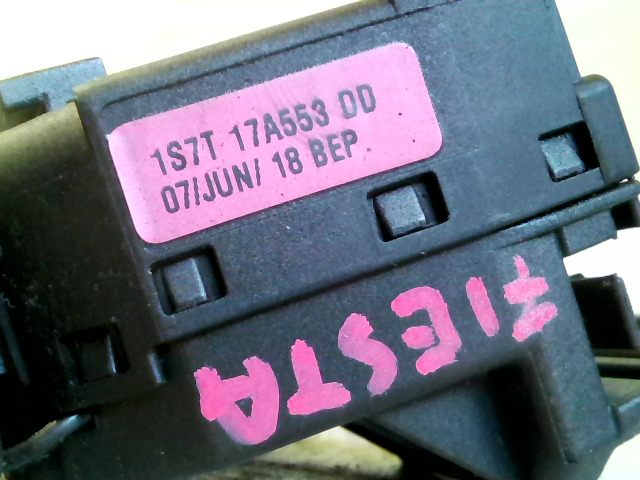 1S7T 17A553 DD
07/JUN/ 18 BEP.
FIESTA